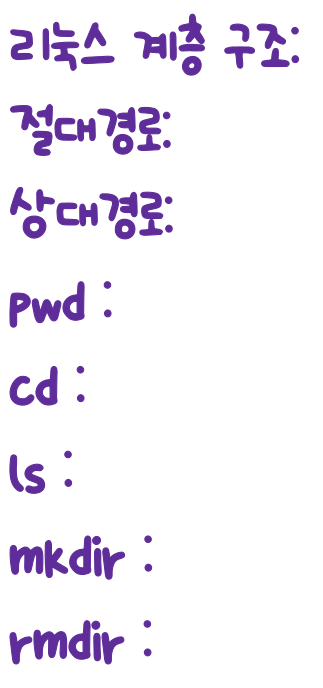 리눅스 계층 구조:
절대경로:
상대경로:
pwd :
cd :
ls :
mkdir :
rmdir :